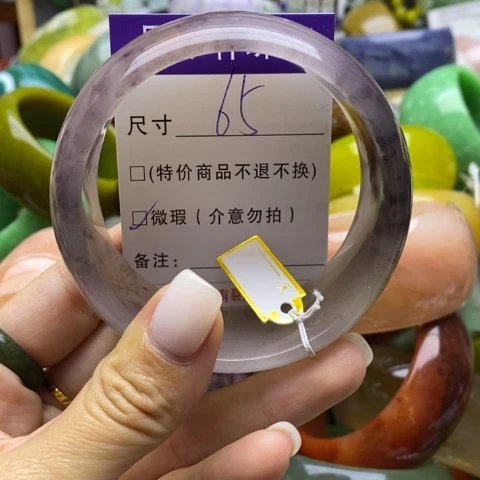 尺寸 65
□(特价商品不退不换)
☑微瑕(介意勿拍)
备注: